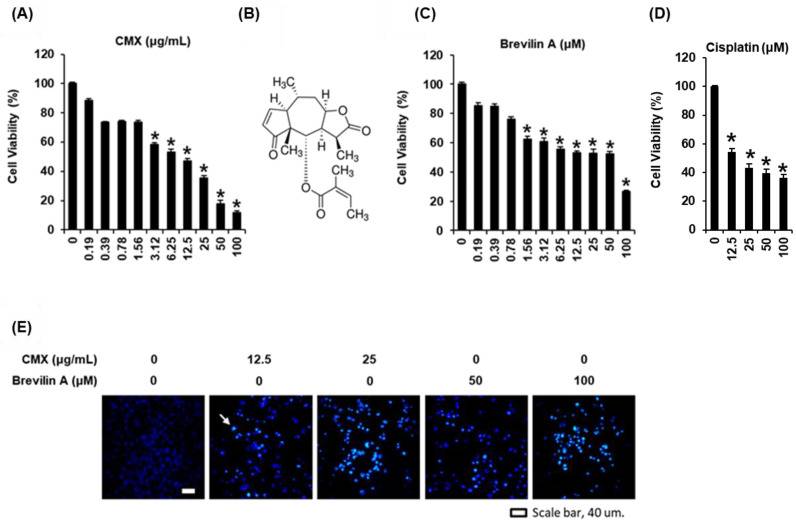 (A)
CMX (µg/mL)
Cell Viability (%)
120
100
80
60
40
20
0
* * * * * *
0 0.19 0.39 0.78 1.56 3.12 6.25 12.5 25 50 100
(B)
CH₃
H₃C
H
H
O
O
O
CH₃
H
CH₃
O
CH₃
O
CH₃
(C)
Brevilin A (µM)
Cell Viability (%)
120
100
80
60
40
20
0
* * * * * * *
0 0.19 0.39 0.78 1.56 3.12 6.25 12.5 25 50 100
(D)
Cisplatin (µM)
Cell Viability (%)
120
100
80
60
40
20
0
* * * *
0 12.5 25 50 100
(E)
CMX (µg/mL) 0 12.5 25 0 0
Brevilin A (µM) 0 0 0 50 100
Scale bar, 40 um.